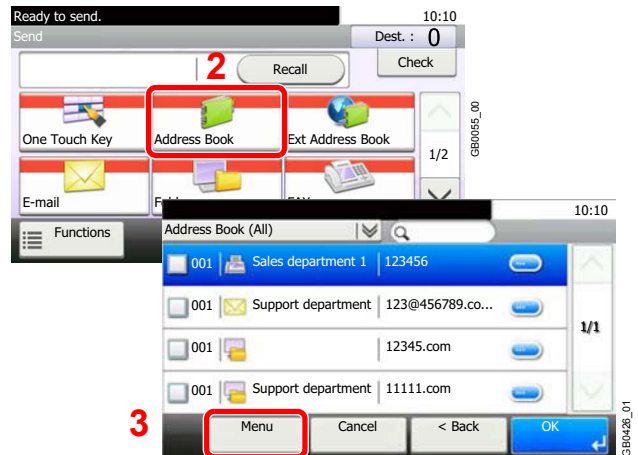 Ready to send.
10:10
Send
Dest. : 0
2
Recall
Check
One Touch Key
Address Book
Ext Address Book
1/2
GB0055_00
E-mail
Functions
10:10
Address Book (All)
001 Sales department 1 123456
001 Support department 123@456789.co...
1/1
001 12345.com
001 Support department 11111.com
3
Menu
Cancel
< Back
OK
GB0426_01